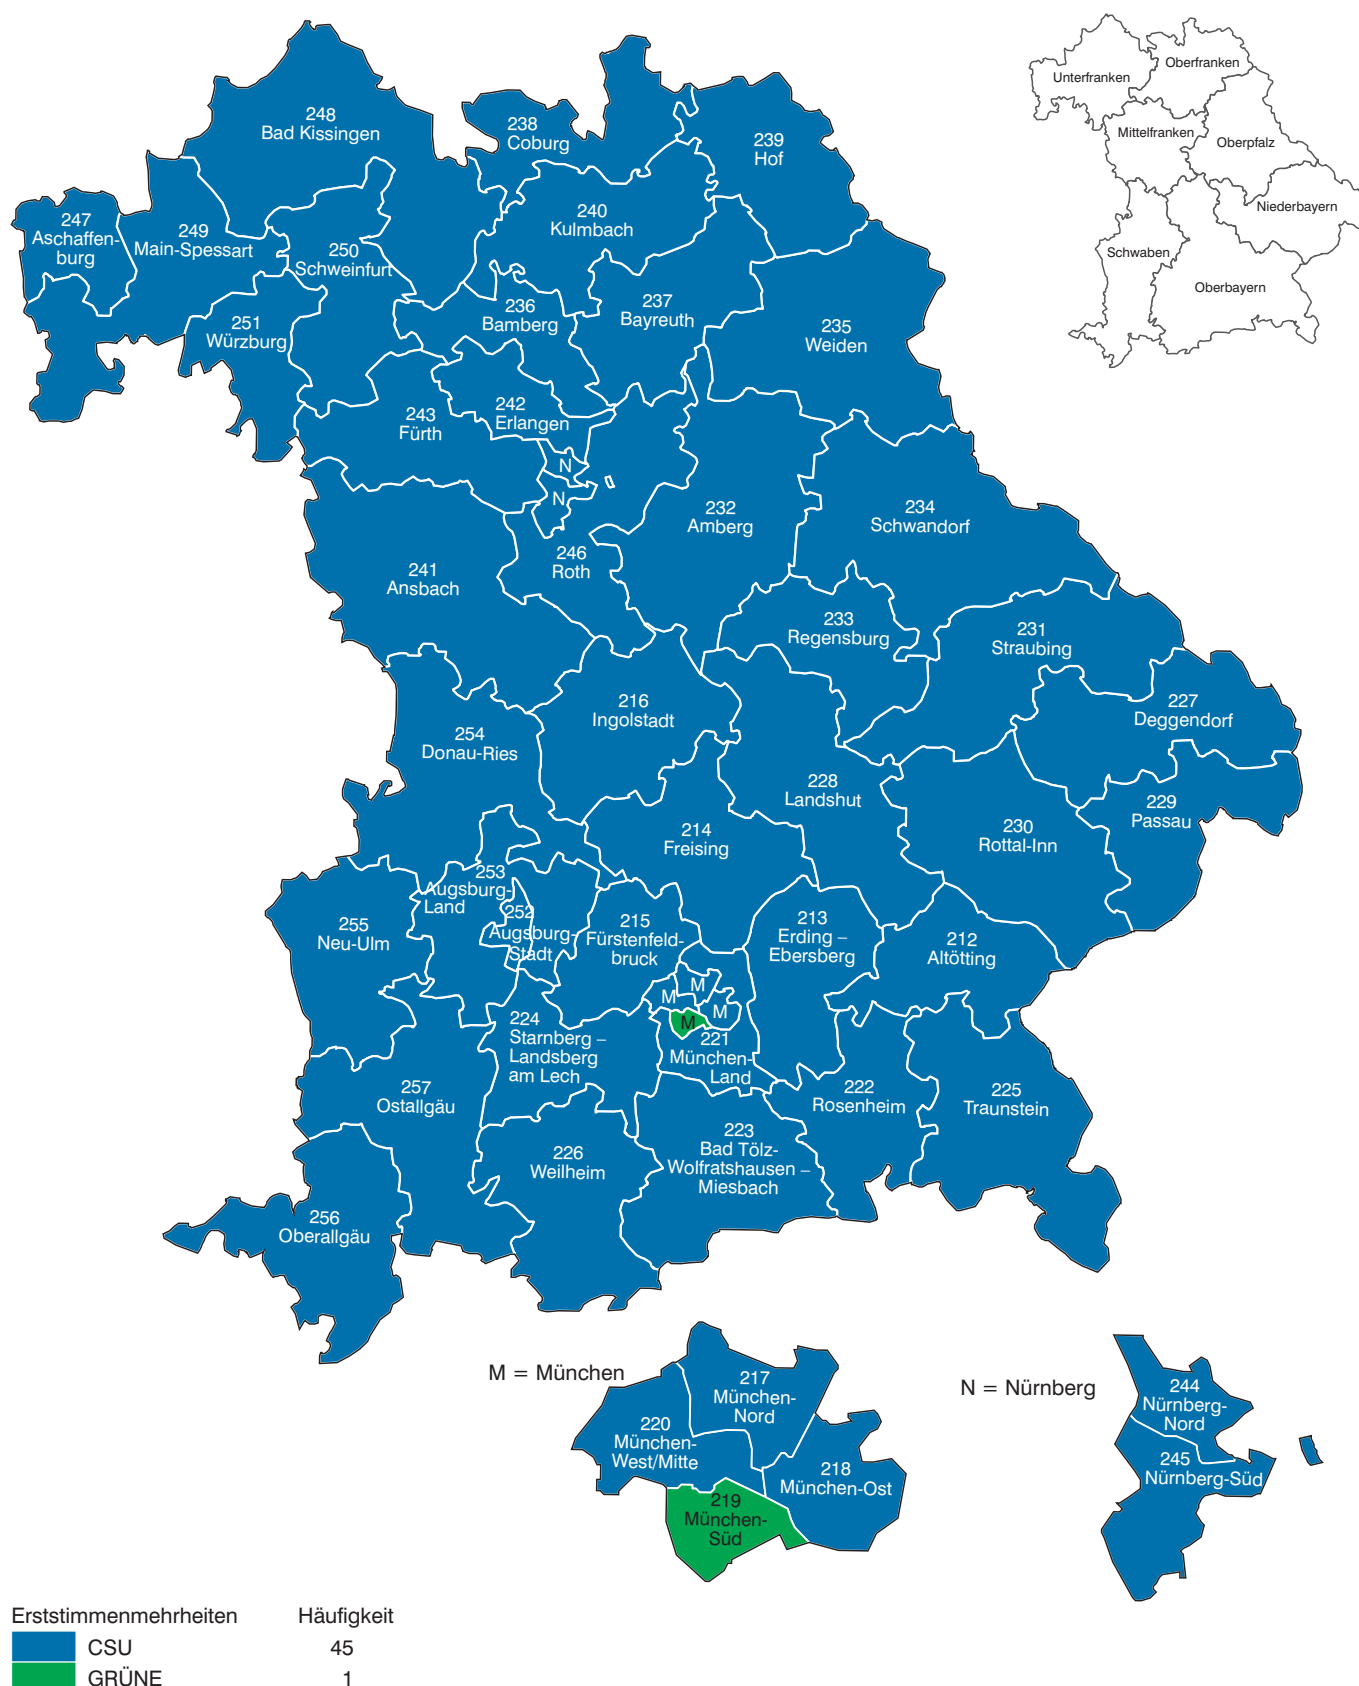 Unterfranken
Oberfranken
Mittelfranken
Oberpfalz
Niederbayern
Schwaben
Oberbayern
248
Bad Kissingen
238
Coburg
239
Hof
247
Aschaffen-
burg
249
Main-Spessart
250
Schweinfurt
240
Kulmbach
251
Würzburg
236
Bamberg
237
Bayreuth
235
Weiden
243
Fürth
242
Erlangen
N
N
232
Amberg
234
Schwandorf
241
Ansbach
246
Roth
233
Regensburg
231
Straubing
216
Ingolstadt
227
Deggendorf
254
Donau-Ries
228
Landshut
229
Passau
214
Freising
230
Rottal-Inn
253
Augsburg-
Land
252
Augsburg-
Stadt
255
Neu-Ulm
215
Fürstenfeld-
bruck
213
Erding –
Ebersberg
212
Altötting
M
M
M
M
224
Starnberg –
Landsberg
am Lech
221
München-
Land
257
Ostallgäu
222
Rosenheim
225
Traunstein
226
Weilheim
223
Bad Tölz-
Wolfratshausen –
Miesbach
256
Oberallgäu
M = München
217
München-
Nord
220
München-
West/Mitte
218
München-Ost
219
München-
Süd
N = Nürnberg
244
Nürnberg-
Nord
245
Nürnberg-Süd
Erststimmenmehrheiten Häufigkeit
CSU 45
GRÜNE 1